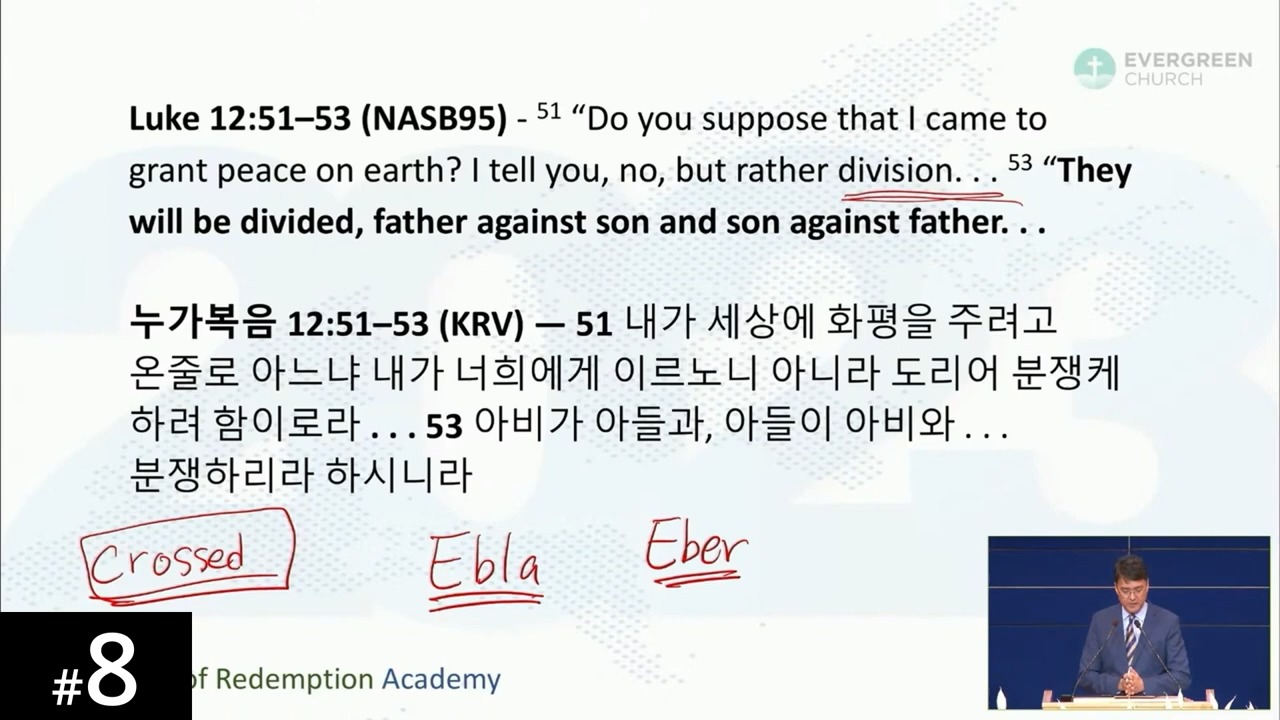 EVERGREEN
CHURCH
Luke 12:51–53 (NASB95) - 51 “Do you suppose that I came to
grant peace on earth? I tell you, no, but rather division. . . 53 “They
will be divided, father against son and son against father. . .
누가복음 12:51–53 (KRV) — 51 내가 세상에 화평을 주려고
온줄로 아느냐 내가 너희에게 이르노니 아니라 도리어 분쟁케
하려 함이로라 . . . 53 아비가 아들과, 아들이 아비와 . . .
분쟁하리라 하시니라
Crossed Ebla Eber
#8
of Redemption Academy